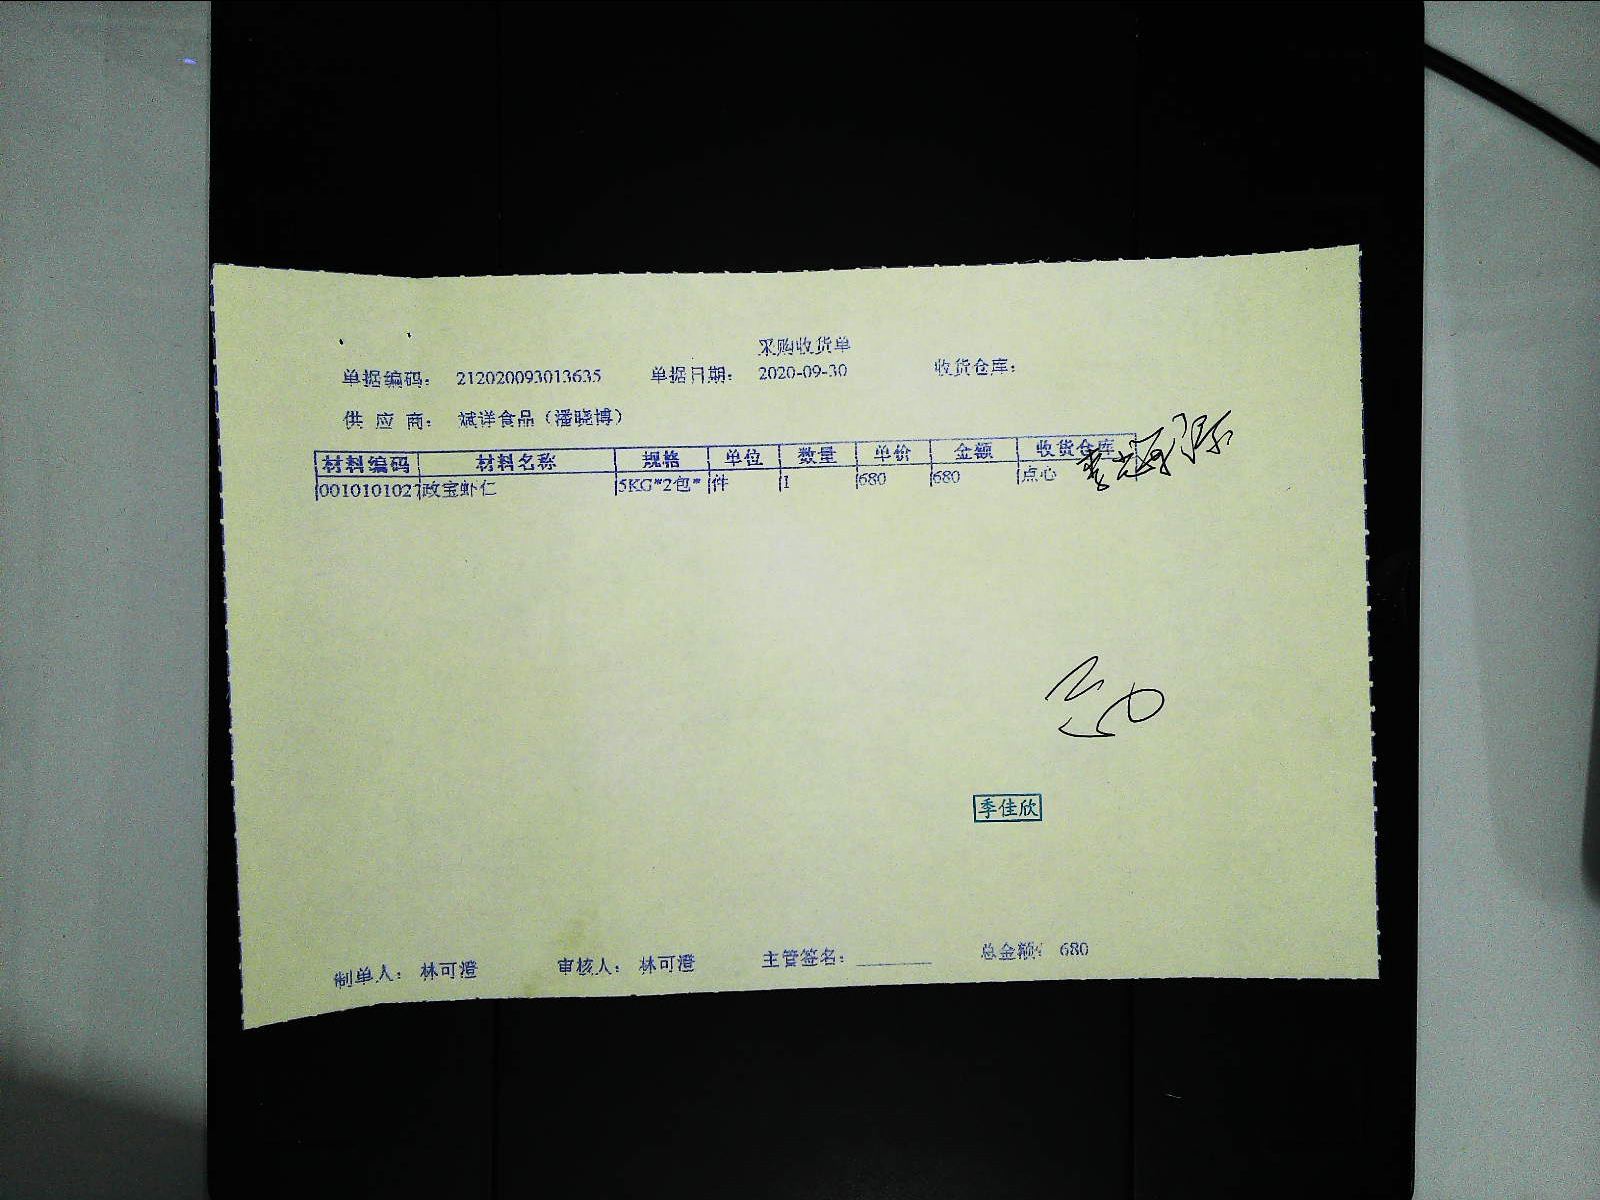 采购收货单
单据编码： 212020093013635 单据日期： 2020-09-30 收货仓库：
供 应 商： 斌洋食品（潘晓博）
材料编码 材料名称 规格 单位 数量 单价 金额 收货仓库
0010101027 政宝虾仁 5KG*2包* 件 1 680 680 点心
季佳欣
制单人： 林可澄 审核人： 林可澄 主管签名： 总金额： 680